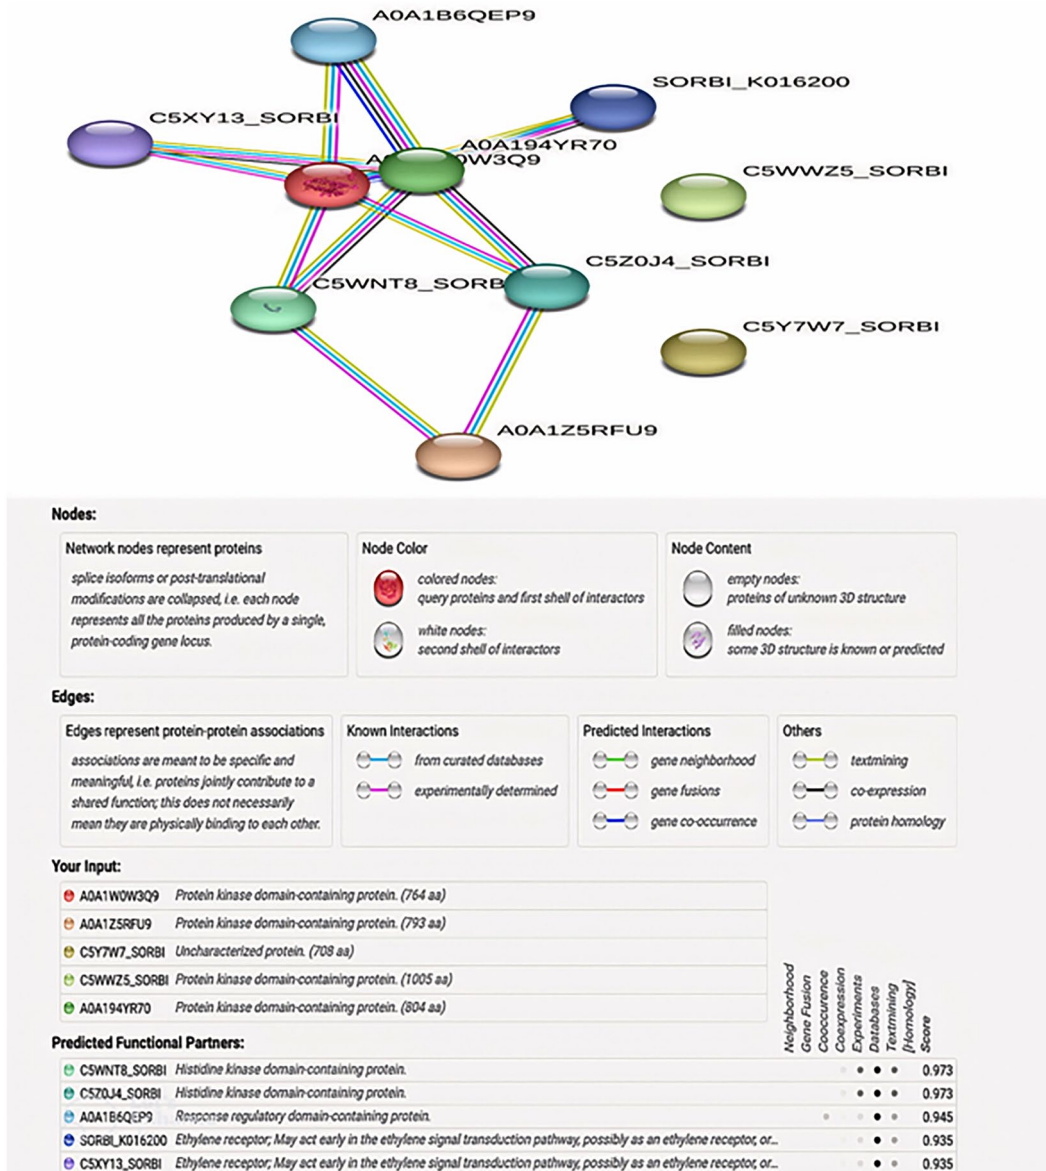 A0A1B6QEP9
SORBI_K016200
C5XY13_SORBI
A0A194YR70
0W3Q9
C5WWZ5_SORBI
C5Z0J4_SORBI
C5WNT8_SORB
C5Y7W7_SORBI
A0A1Z5RFU9
Nodes:
Network nodes represent proteins
splice isoforms or post-translational
modifications are collapsed, i.e. each node
represents all the proteins produced by a single,
protein-coding gene locus.
Node Color
colored nodes:
query proteins and first shell of interactors
white nodes:
second shell of interactors
Node Content
empty nodes:
proteins of unknown 3D structure
filled nodes:
some 3D structure is known or predicted
Edges:
Edges represent protein-protein associations
associations are meant to be specific and
meaningful, i.e. proteins jointly contribute to a
shared function; this does not necessarily
mean they are physically binding to each other.
Known Interactions
from curated databases
experimentally determined
Predicted Interactions
gene neighborhood
gene fusions
gene co-occurrence
Others
textmining
co-expression
protein homology
Your Input:
A0A1W0W3Q9 Protein kinase domain-containing protein. (764 aa)
A0A1Z5RFU9 Protein kinase domain-containing protein. (793 aa)
C5Y7W7_SORBI Uncharacterized protein. (708 aa)
C5WWZ5_SORBI Protein kinase domain-containing protein. (1005 aa)
A0A194YR70 Protein kinase domain-containing protein. (804 aa)
Neighborhood
Gene Fusion
Cooccurence
Coexpression
Experiments
Databases
Textmining
[Homology]
Score
Predicted Functional Partners:
C5WNT8_SORBI Histidine kinase domain-containing protein. 0.973
C5Z0J4_SORBI Histidine kinase domain-containing protein. 0.973
A0A1B6QEP9 Response regulatory domain-containing protein. 0.945
SORBI_K016200 Ethylene receptor; May act early in the ethylene signal transduction pathway, possibly as an ethylene receptor, or... 0.935
C5XY13_SORBI Ethylene receptor; May act early in the ethylene signal transduction pathway, possibly as an ethylene receptor, or... 0.935